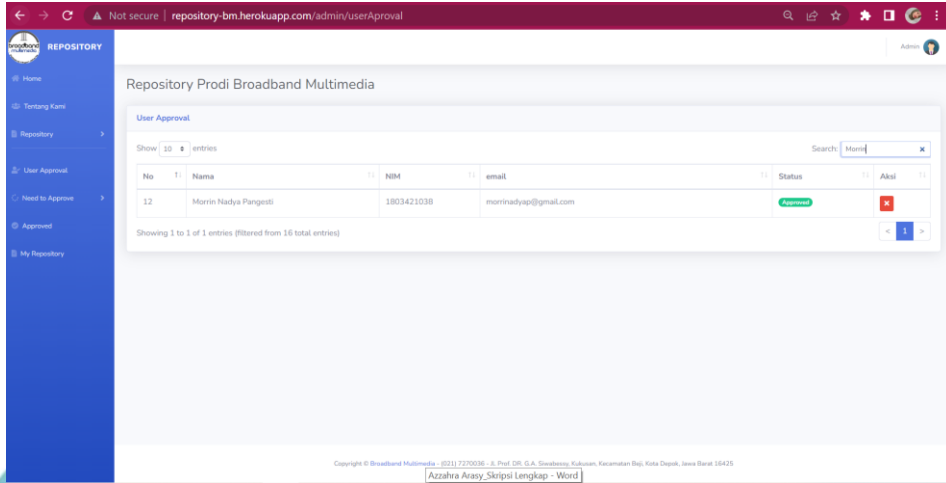 Not secure | repository-bm.herokuapp.com/admin/userAproval
broadband multimedia REPOSITORY
Admin
Home
Tentang Kami
Repository
User Approval
Need to Approve
Approved
My Repository
Repository Prodi Broadband Multimedia
User Approval
Show 10 entries Search: Morrin
No Nama NIM email Status Aksi
12 Morrin Nadya Pangesti 1803421038 morrinadyap@gmail.com Approved
Showing 1 to 1 of 1 entries (filtered from 16 total entries) < 1 >
Copyright © Broadband Multimedia - (021) 7270036 - Jl. Prof. DR. G.A. Siwabessy, Kukusan, Kecamatan Beji, Kota Depok, Jawa Barat 16425
Azzahra Arasy_Skripsi Lengkap - Word